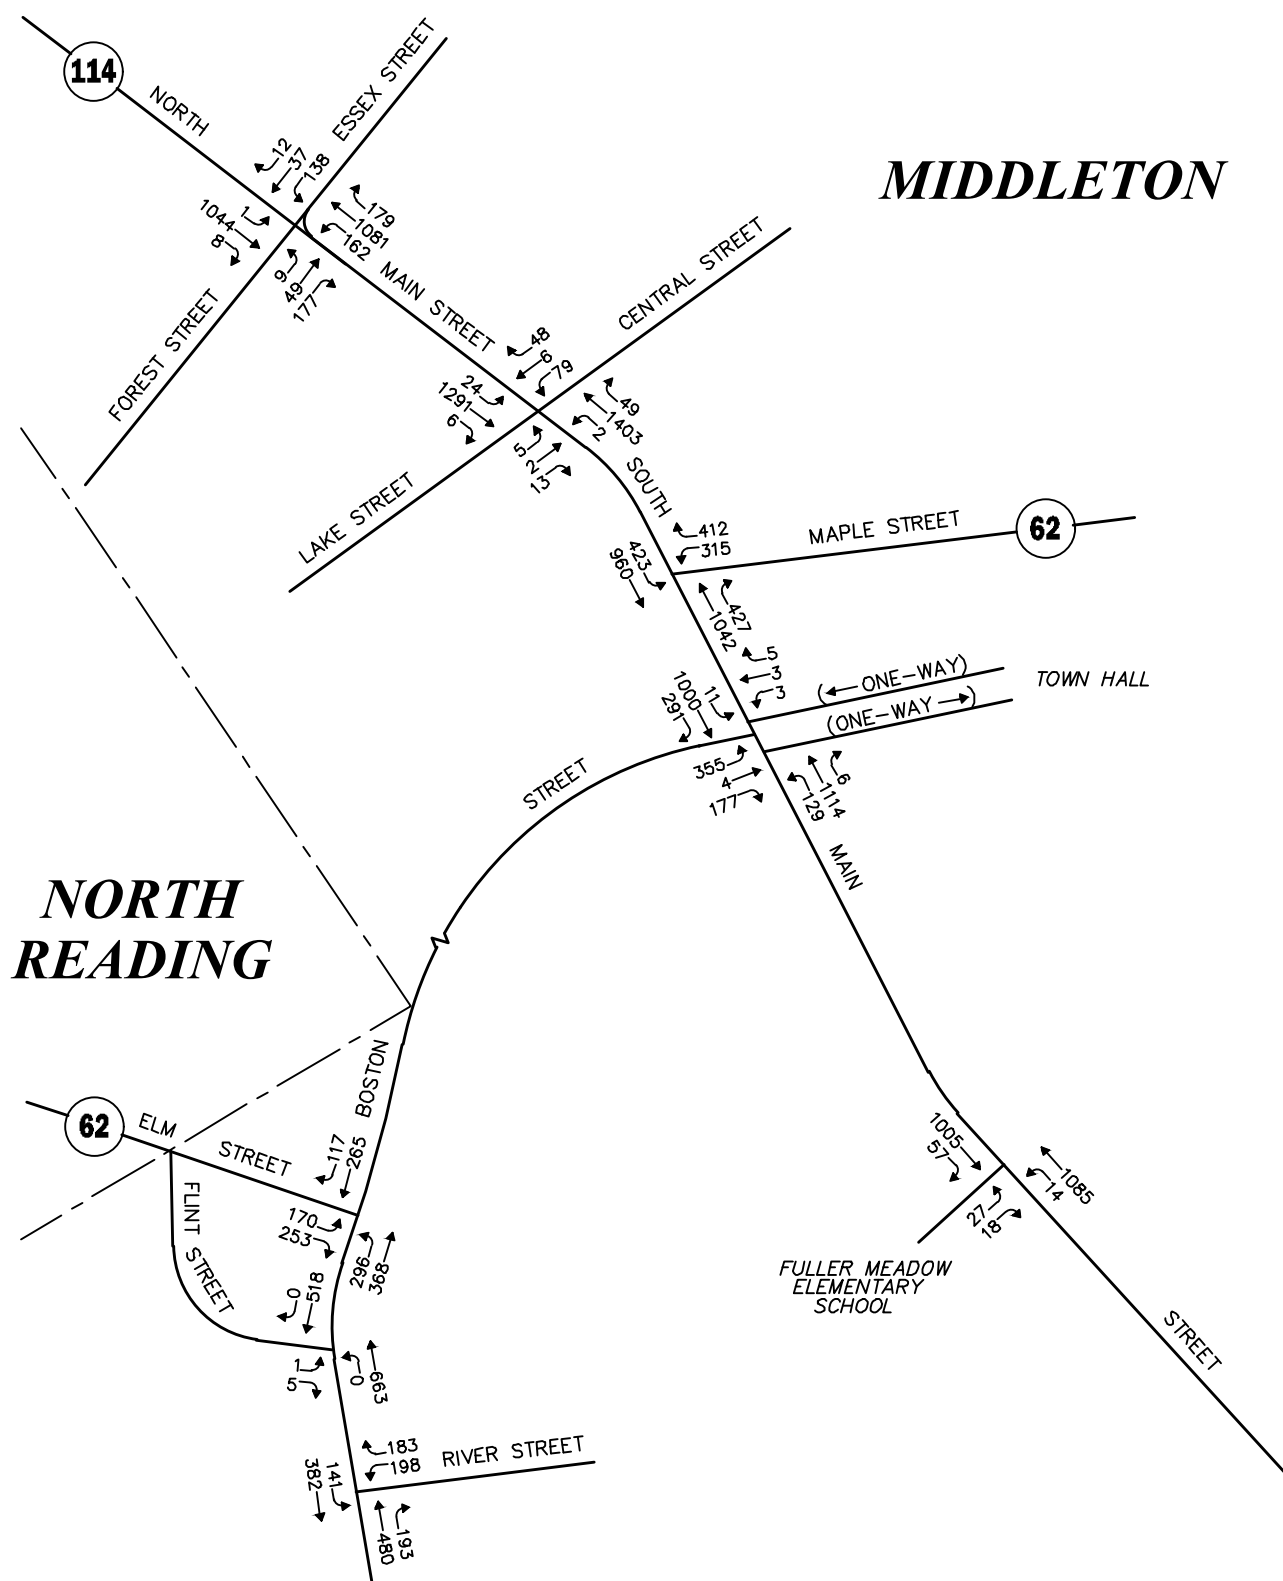 114
NORTH
ESSEX STREET
12
37
138
1
1044
8
179
1081
162
9
49
177
MIDDLETON
FOREST STREET
MAIN STREET
CENTRAL STREET
48
6
79
24
1291
6
49
1403
2
5
2
13
LAKE STREET
SOUTH
412
315
MAPLE STREET
62
423
960
427
1042
5
3
3
(← ONE-WAY)
(ONE-WAY →)
TOWN HALL
11
1000
291
355
4
177
6
1114
129
STREET
MAIN
NORTH
READING
BOSTON
62
ELM
STREET
117
265
FLINT STREET
170
253
296
368
0
518
1
5
0
663
1005
57
1085
14
27
18
FULLER MEADOW
ELEMENTARY
SCHOOL
STREET
183
198
RIVER STREET
141
382
193
480